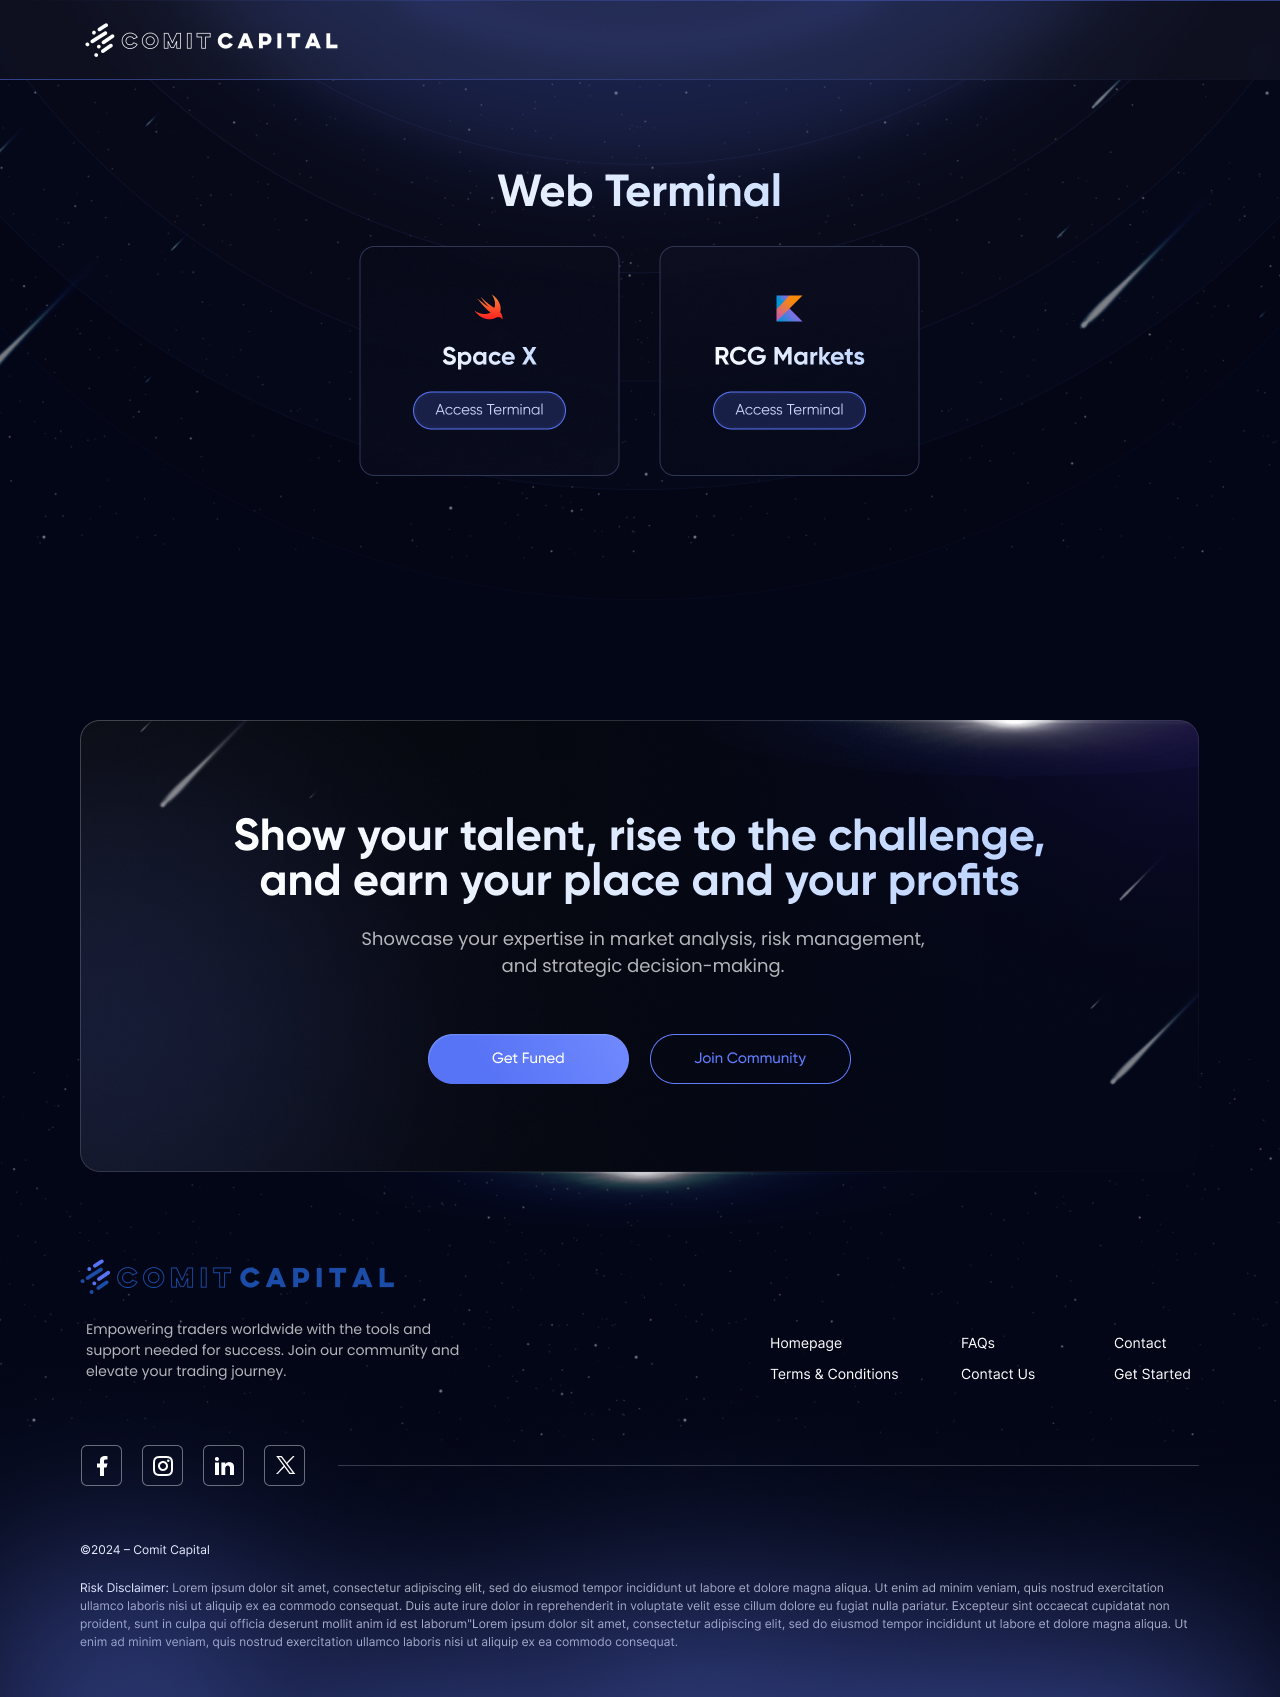 COMIT CAPITAL
Web Terminal
Space X
RCG Markets
Access Terminal
Access Terminal
Show your talent, rise to the challenge,
and earn your place and your profits
Showcase your expertise in market analysis, risk management,
and strategic decision-making.
Get Funed
Join Community
COMIT CAPITAL
Empowering traders worldwide with the tools and
support needed for success. Join our community and
elevate your trading journey.
Homepage
FAQs
Contact
Terms & Conditions
Contact Us
Get Started
©2024 – Comit Capital
Risk Disclaimer: Lorem ipsum dolor sit amet, consectetur adipiscing elit, sed do eiusmod tempor incididunt ut labore et dolore magna aliqua. Ut enim ad minim veniam, quis nostrud exercitation
ullamco laboris nisi ut aliquip ex ea commodo consequat. Duis aute irure dolor in reprehenderit in voluptate velit esse cillum dolore eu fugiat nulla pariatur. Excepteur sint occaecat cupidatat non
proident, sunt in culpa qui officia deserunt mollit anim id est laborum"Lorem ipsum dolor sit amet, consectetur adipiscing elit, sed do eiusmod tempor incididunt ut labore et dolore magna aliqua. Ut
enim ad minim veniam, quis nostrud exercitation ullamco laboris nisi ut aliquip ex ea commodo consequat.